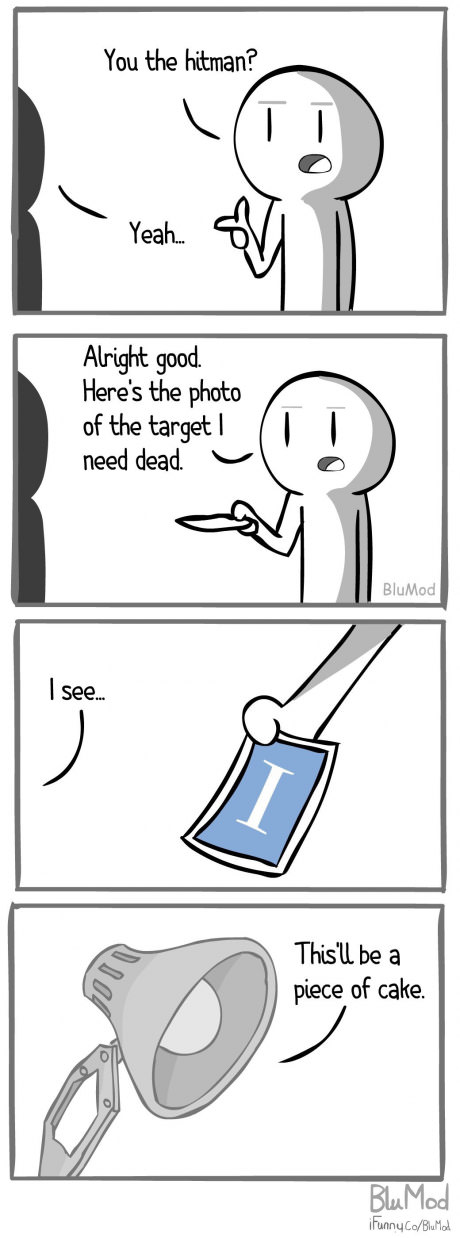 You the hitman?
Yeah...
Alright good.
Here's the photo
of the target I
need dead.
BluMod
I see...
I
This'll be a
piece of cake.
BluMod
iFunny.Co/BluMod